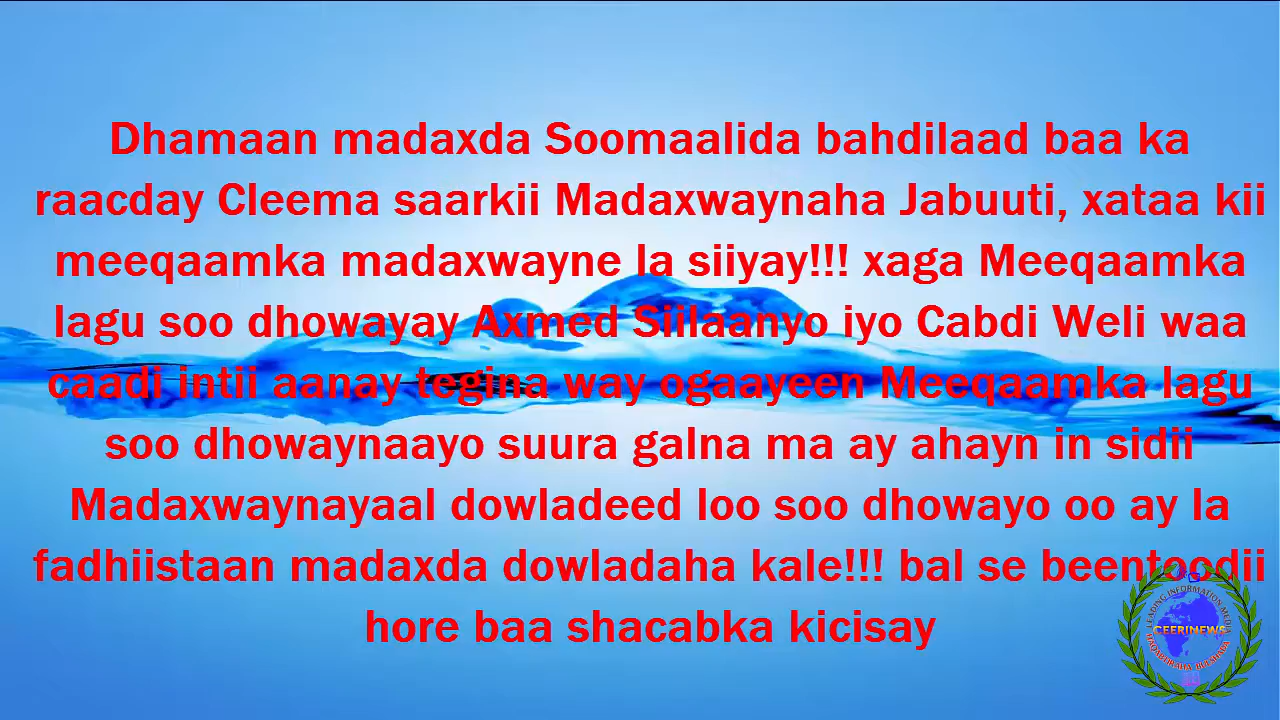 Dhamaan madaxda Soomaalida bahdilaad baa ka
raacday Cleema saarkii Madaxwaynaha Jabuuti, xataa kii
meeqaamka madaxwayne la siiyay!!! xaga Meeqaamka
lagu soo dhowayay Axmed Siilaanyo iyo Cabdi Weli waa
caadi intii aanay tegina way ogaayeen Meeqaamka lagu
soo dhowaynaayo suura galna ma ay ahayn in sidii
Madaxwaynayaal dowladeed loo soo dhowayo oo ay la
fadhiistaan madaxda dowladaha kale!!! bal se beentoodii
hore baa shacabka kicisay
LEADING INFORMATION MEDIA
CEERINEWS